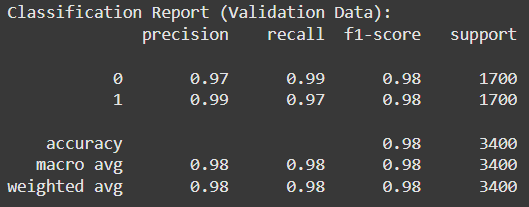 Classification Report (Validation Data):
precision recall f1-score support
0 0.97 0.99 0.98 1700
1 0.99 0.97 0.98 1700
accuracy 0.98 3400
macro avg 0.98 0.98 0.98 3400
weighted avg 0.98 0.98 0.98 3400